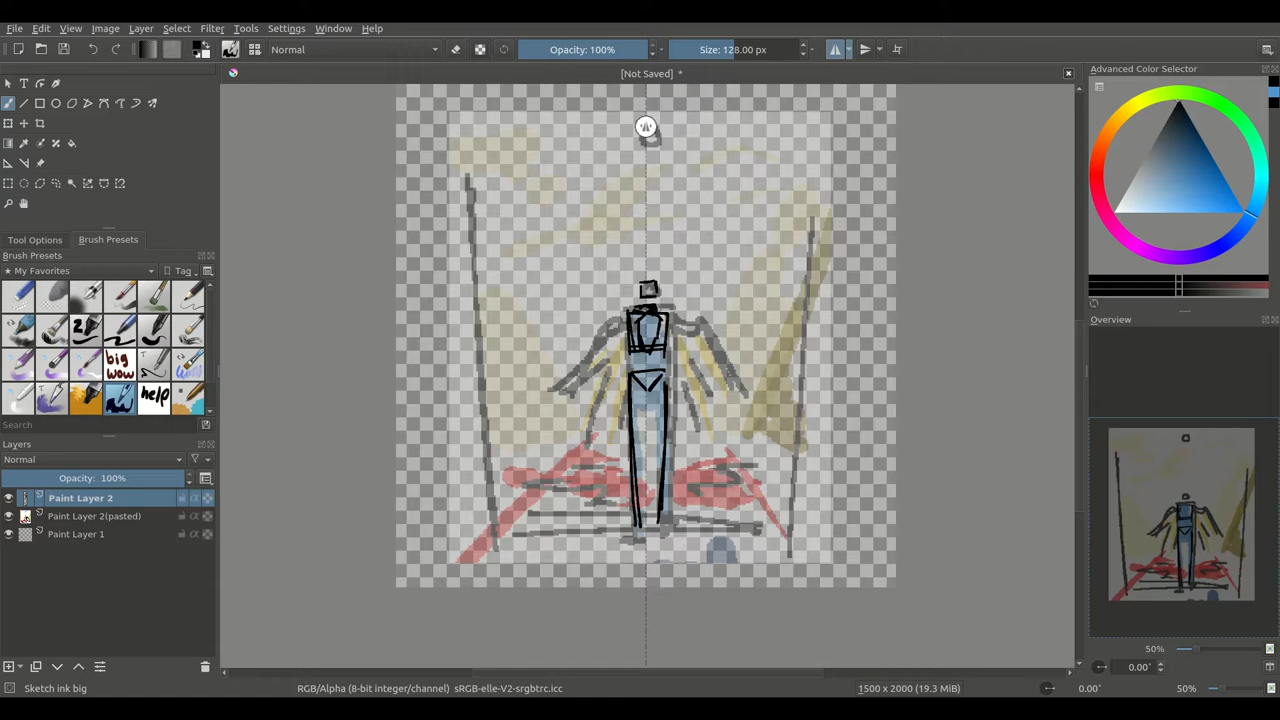 File Edit View Image Layer Select Filter Tools Settings Window Help
Normal Opacity: 100% Size: 128.00 px
[Not Saved] *
Advanced Color Selector
Tool Options Brush Presets
Brush Presets
My Favorites Tag
2
big wow T
T help
Search
Layers
Normal
Opacity: 100%
Paint Layer 2
Paint Layer 2(pasted)
Paint Layer 1
Overview
50%
0.00°
Sketch ink big RGB/Alpha (8-bit integer/channel) sRGB-elle-V2-srgbtrc.icc 1500 x 2000 (19.3 MiB) 0.00° 50%